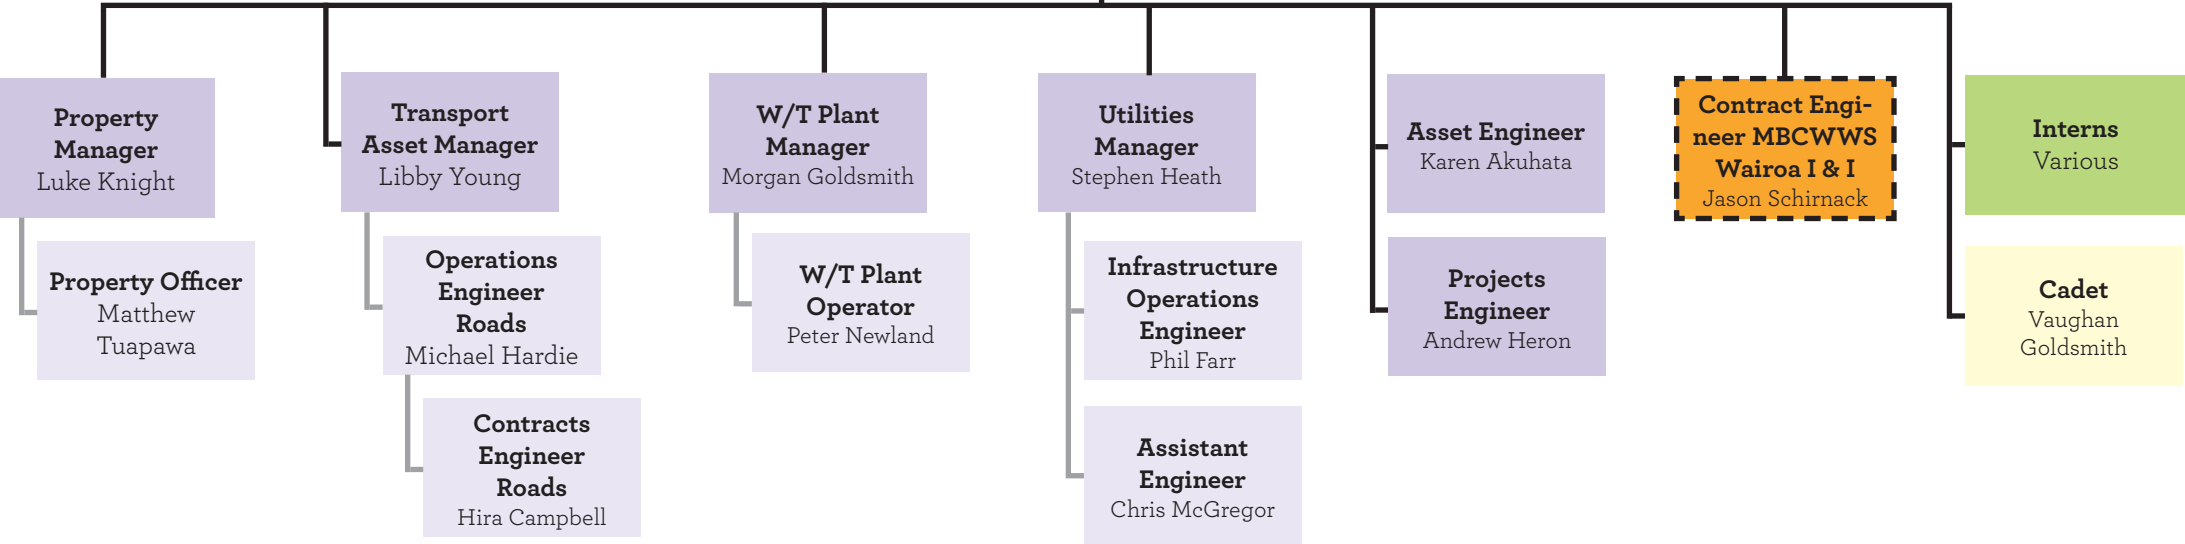 Property
Manager
Luke Knight
Property Officer
Matthew
Tuapawa
Transport
Asset Manager
Libby Young
Operations
Engineer
Roads
Michael Hardie
Contracts
Engineer
Roads
Hira Campbell
W/T Plant
Manager
Morgan Goldsmith
W/T Plant
Operator
Peter Newland
Utilities
Manager
Stephen Heath
Infrastructure
Operations
Engineer
Phil Farr
Assistant
Engineer
Chris McGregor
Asset Engineer
Karen Akuhata
Projects
Engineer
Andrew Heron
Contract Engi-
neer MBCWWS
Wairoa I & I
Jason Schirnack
Interns
Various
Cadet
Vaughan
Goldsmith